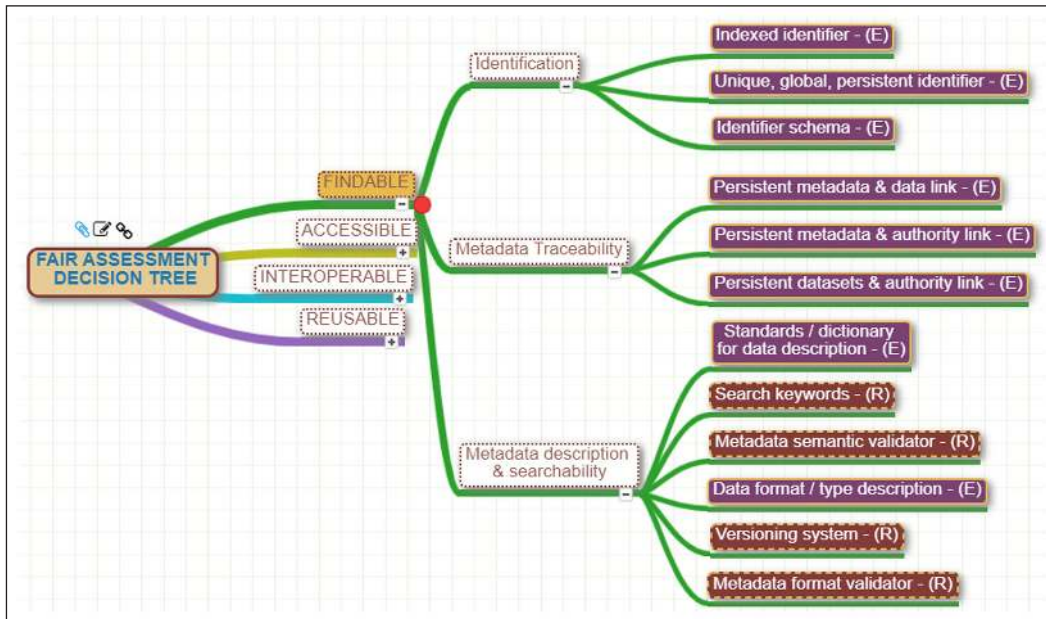 FAIR ASSESSMENT
DECISION TREE
FINDABLE
ACCESSIBLE
INTEROPERABLE
REUSABLE
Identification
Indexed identifier - (E)
Unique, global, persistent identifier - (E)
Identifier schema - (E)
Metadata Traceability
Persistent metadata & data link - (E)
Persistent metadata & authority link - (E)
Persistent datasets & authority link - (E)
Metadata description
& searchability
Standards / dictionary
for data description - (E)
Search keywords - (R)
Metadata semantic validator - (R)
Data format / type description - (E)
Versioning system - (R)
Metadata format validator - (R)